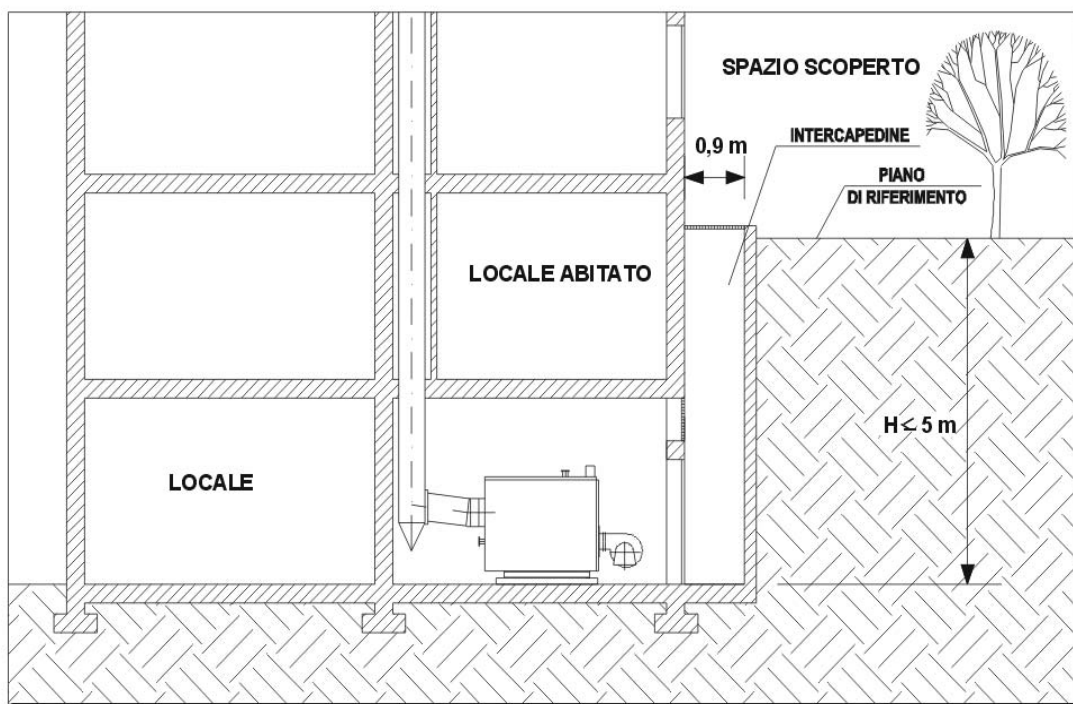 SPAZIO SCOPERTO
0,9 m
INTERCAPEDINE
PIANO
DI RIFERIMENTO
LOCALE ABITATO
H ≤ 5 m
LOCALE